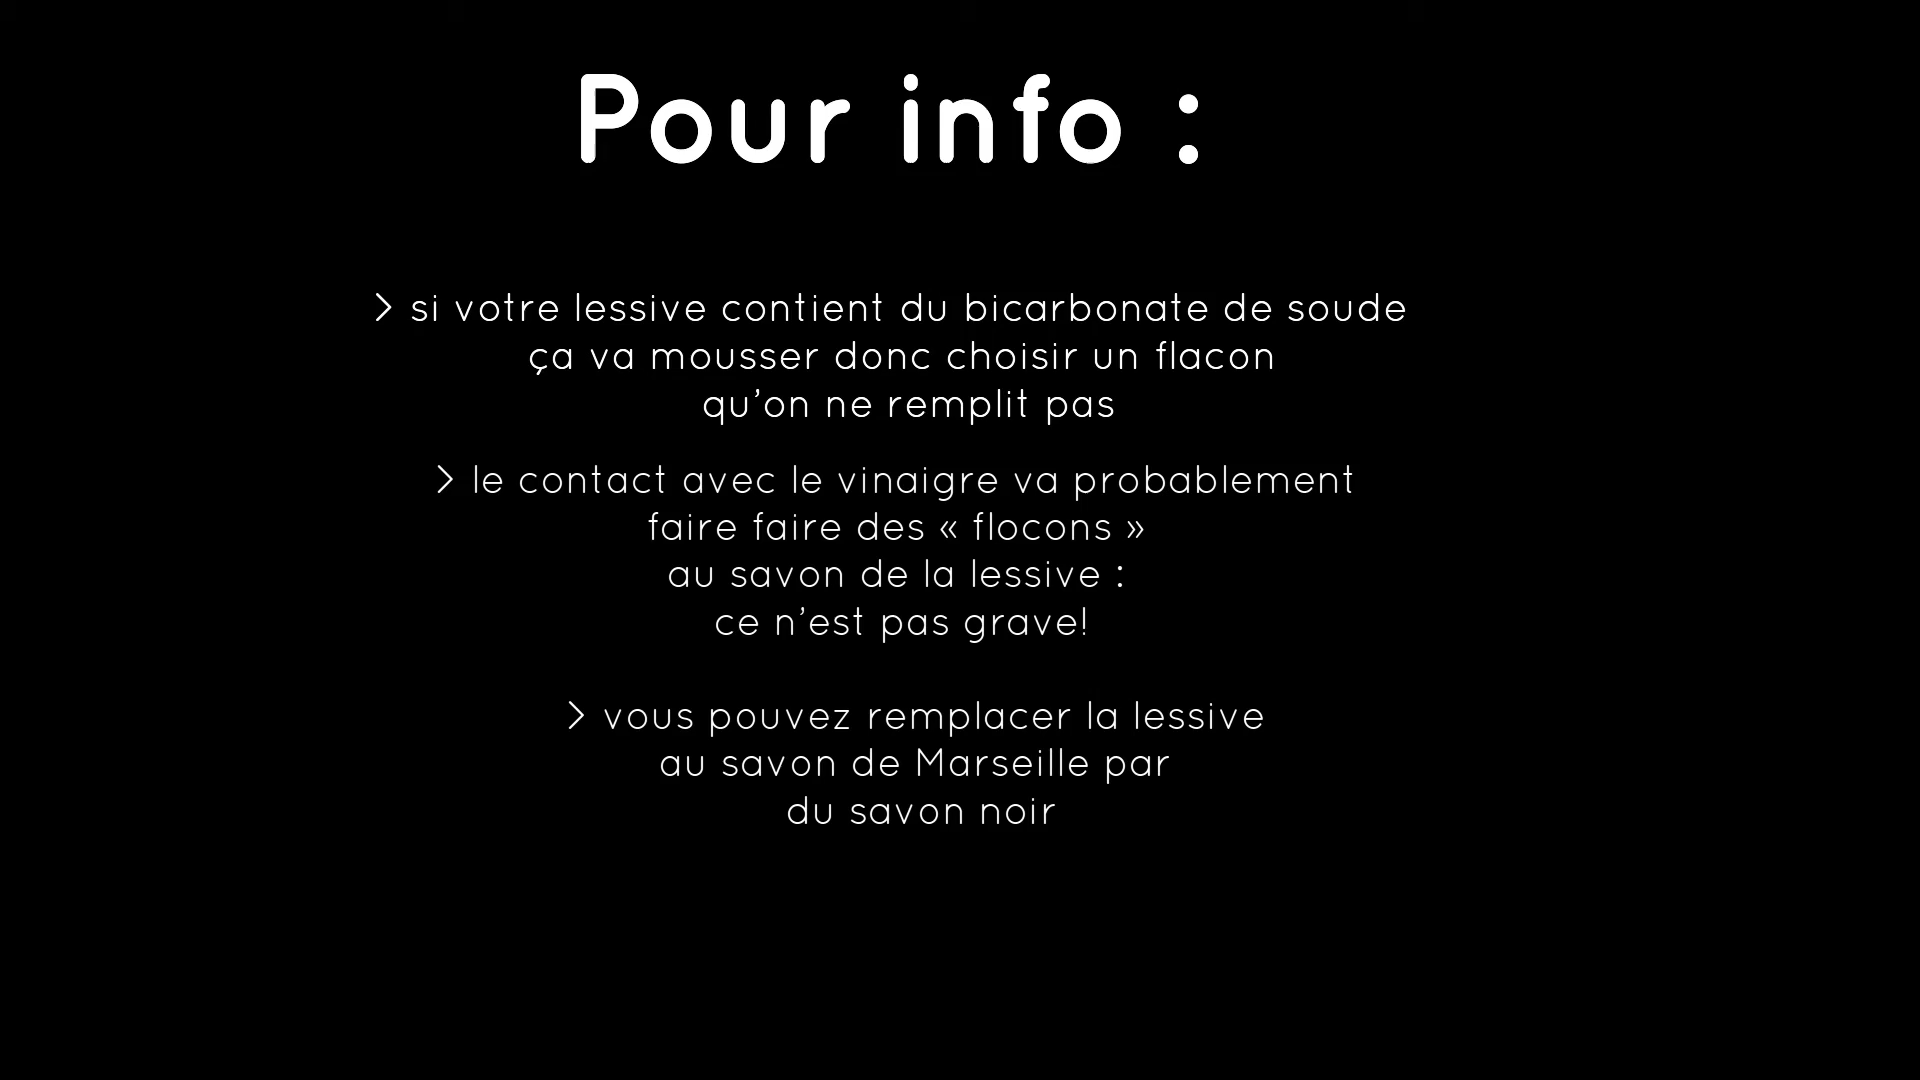 Pour info :
> si votre lessive contient du bicarbonate de soude
ça va mousser donc choisir un flacon
qu’on ne remplit pas
> le contact avec le vinaigre va probablement
faire faire des « flocons »
au savon de la lessive :
ce n’est pas grave!
> vous pouvez remplacer la lessive
au savon de Marseille par
du savon noir